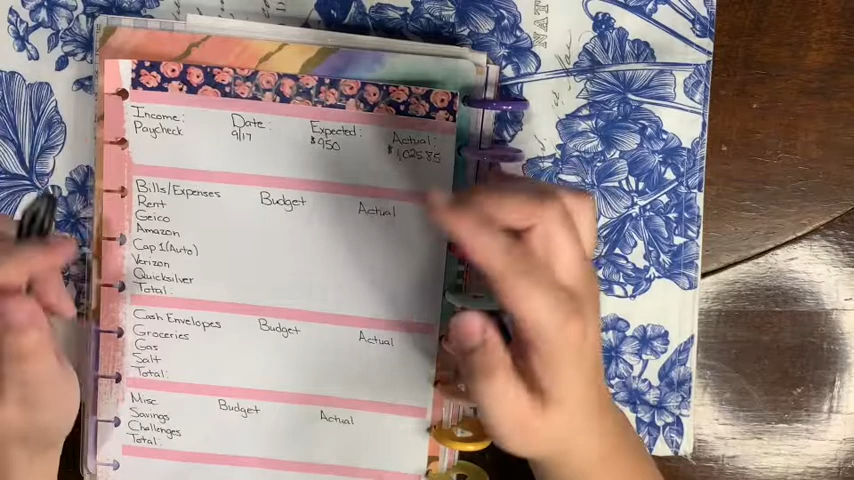 NAT
Income: Date: Expected: Actual:
Paycheck 9/17 $950 $1,025.85
Bills/Expenses Budget Actual
Rent
Geico
Amazon
Cap 1 (Auto)
Verizon
Quicksilver
Total:
Cash Envelopes Budget Actual
Groceries
Gas
Salt
Total:
Misc Budget Actual
Savings
Challenges
Total: